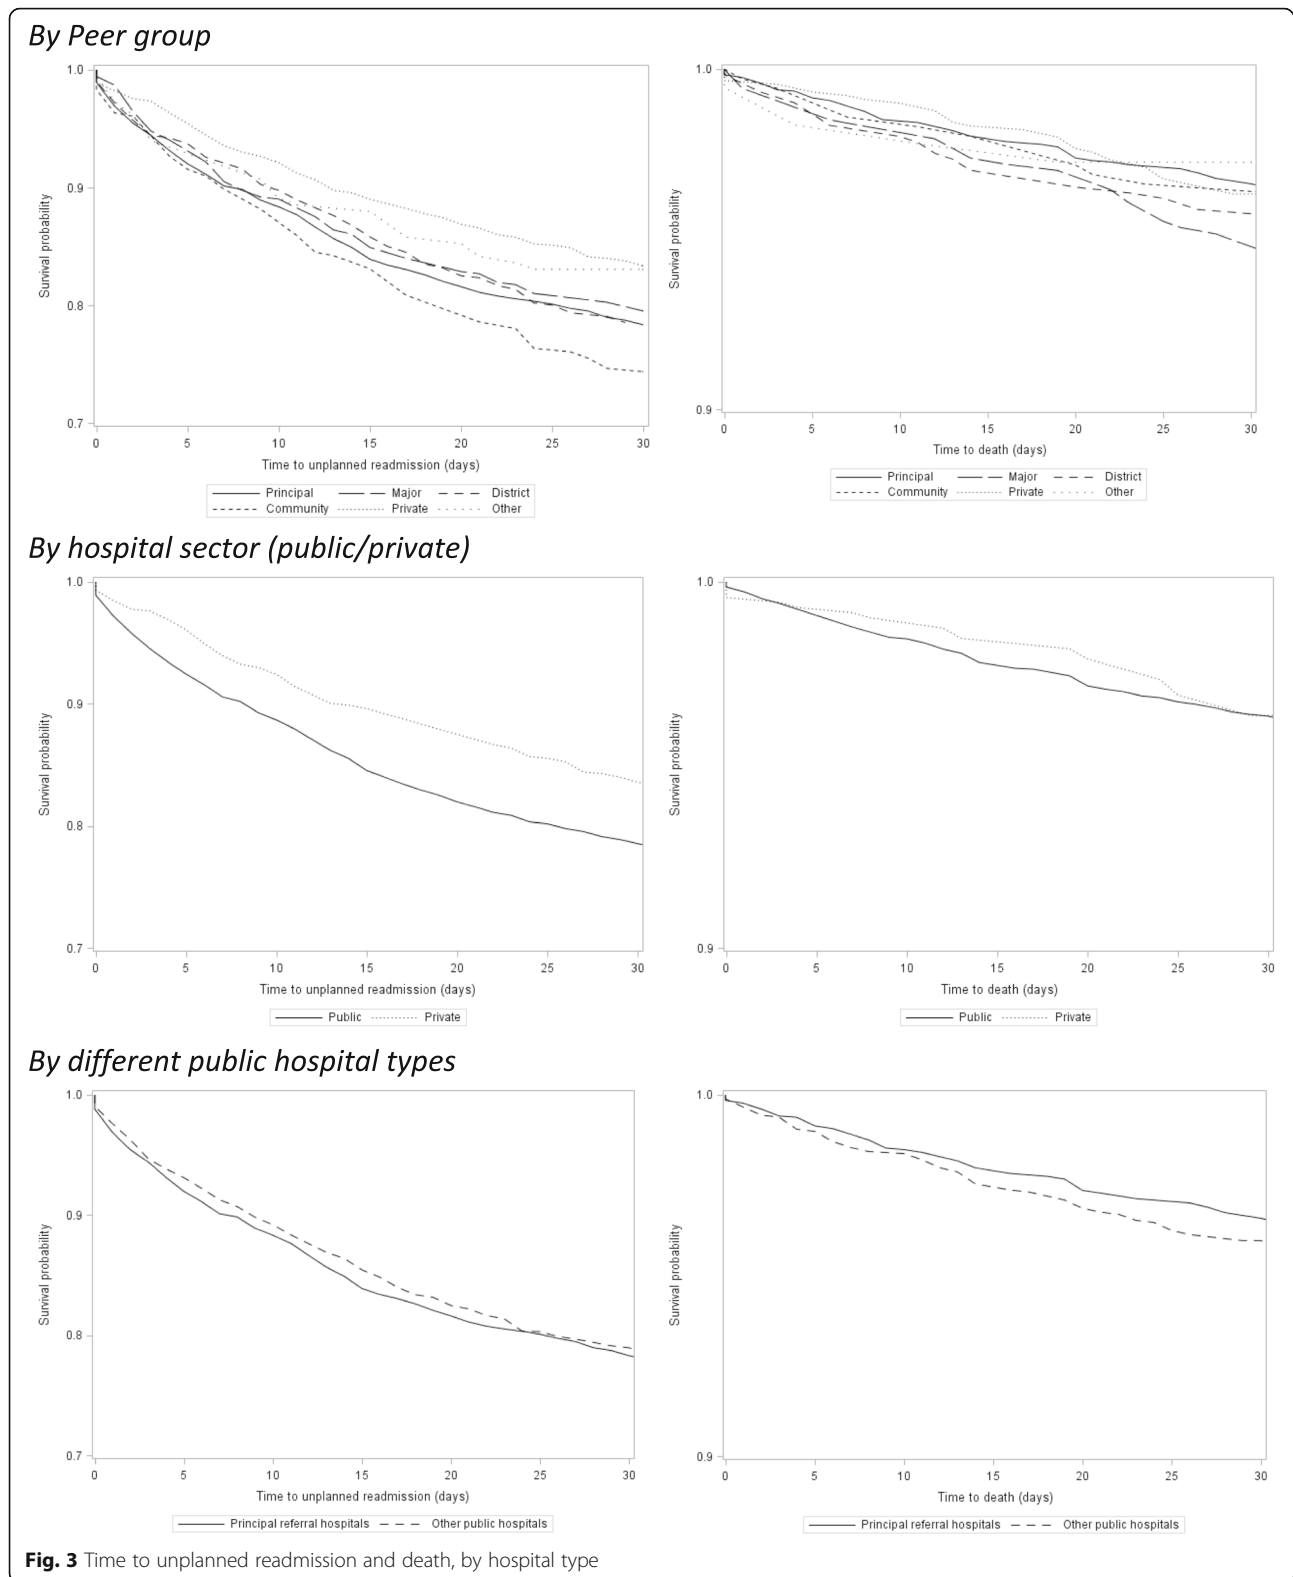 By Peer group
1.0
0.9
0.8
0.7
Survival probability
0 5 10 15 20 25 30
Time to unplanned readmission (days)
Principal Major District
Community Private Other
1.0
0.9
Survival probability
0 5 10 15 20 25 30
Time to death (days)
Principal Major District
Community Private Other
By hospital sector (public/private)
1.0
0.9
0.8
0.7
Survival probability
0 5 10 15 20 25 30
Time to unplanned readmission (days)
Public Private
1.0
0.9
Survival probability
0 5 10 15 20 25 30
Time to death (days)
Public Private
By different public hospital types
1.0
0.9
0.8
0.7
Survival probability
0 5 10 15 20 25 30
Time to unplanned readmission (days)
Principal referral hospitals Other public hospitals
1.0
0.9
Survival probability
0 5 10 15 20 25 30
Time to death (days)
Principal referral hospitals Other public hospitals
Fig. 3 Time to unplanned readmission and death, by hospital type